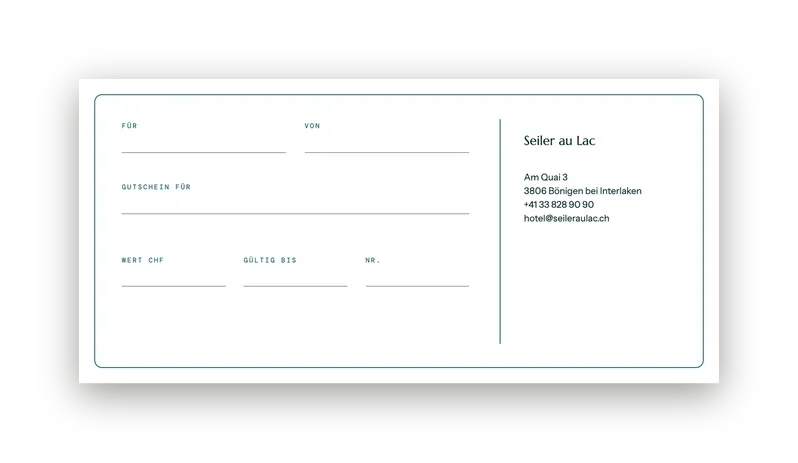 FÜR
VON
GUTSCHEIN FÜR
WERT CHF
GÜLTIG BIS
NR.
Seiler au Lac
Am Quai 3
3806 Bönigen bei Interlaken
+41 33 828 90 90
hotel@seileraulac.ch